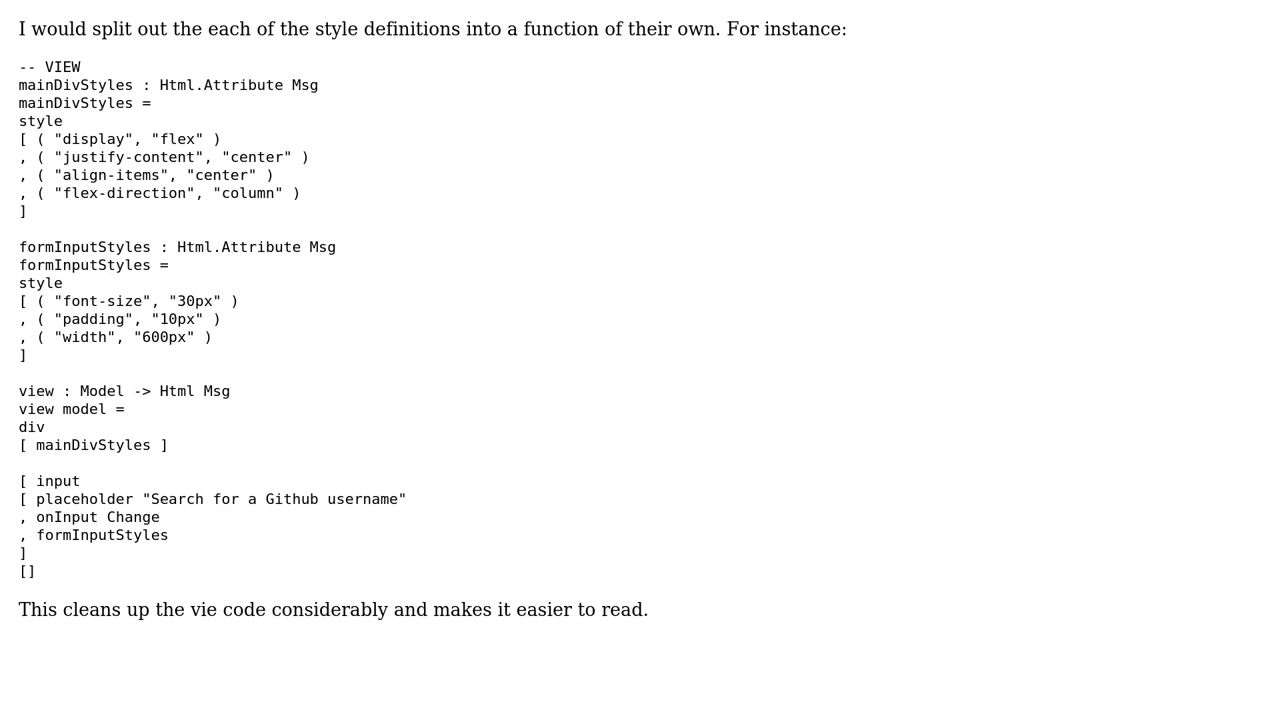 I would split out the each of the style definitions into a function of their own. For instance:
-- VIEW
mainDivStyles : Html.Attribute Msg
mainDivStyles =
style
[ ( "display", "flex" )
, ( "justify-content", "center" )
, ( "align-items", "center" )
, ( "flex-direction", "column" )
]
formInputStyles : Html.Attribute Msg
formInputStyles =
style
[ ( "font-size", "30px" )
, ( "padding", "10px" )
, ( "width", "600px" )
]
view : Model -> Html Msg
view model =
div
[ mainDivStyles ]
[ input
[ placeholder "Search for a Github username"
, onInput Change
, formInputStyles
]
[]
This cleans up the vie code considerably and makes it easier to read.